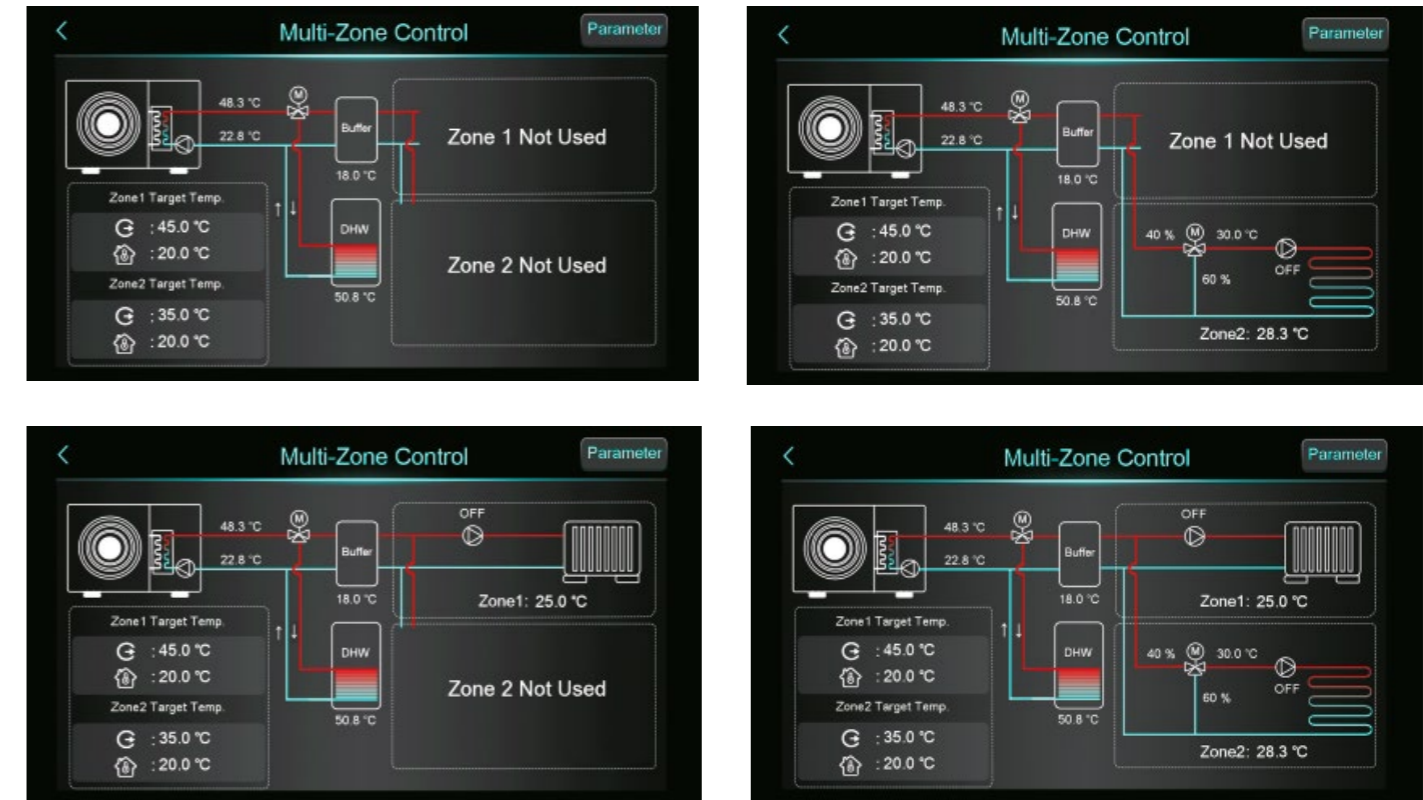 Multi-Zone Control
Parameter
48.3 °C
M
22.8 °C
Buffer
18.0 °C
Zone 1 Not Used
Zone1 Target Temp.
: 45.0 °C
: 20.0 °C
Zone2 Target Temp.
: 35.0 °C
: 20.0 °C
↑ ↓
DHW
50.8 °C
Zone 2 Not Used
Multi-Zone Control
Parameter
48.3 °C
M
22.8 °C
Buffer
18.0 °C
Zone 1 Not Used
Zone1 Target Temp.
: 45.0 °C
: 20.0 °C
Zone2 Target Temp.
: 35.0 °C
: 20.0 °C
↑ ↓
DHW
50.8 °C
40 %
M
30.0 °C
OFF
60 %
Zone2: 28.3 °C
Multi-Zone Control
Parameter
48.3 °C
M
22.8 °C
Buffer
18.0 °C
OFF
Zone1: 25.0 °C
Zone1 Target Temp.
: 45.0 °C
: 20.0 °C
Zone2 Target Temp.
: 35.0 °C
: 20.0 °C
↑ ↓
DHW
50.8 °C
Zone 2 Not Used
Multi-Zone Control
Parameter
48.3 °C
M
22.8 °C
Buffer
18.0 °C
OFF
Zone1: 25.0 °C
Zone1 Target Temp.
: 45.0 °C
: 20.0 °C
Zone2 Target Temp.
: 35.0 °C
: 20.0 °C
↑ ↓
DHW
50.8 °C
40 %
M
30.0 °C
OFF
60 %
Zone2: 28.3 °C